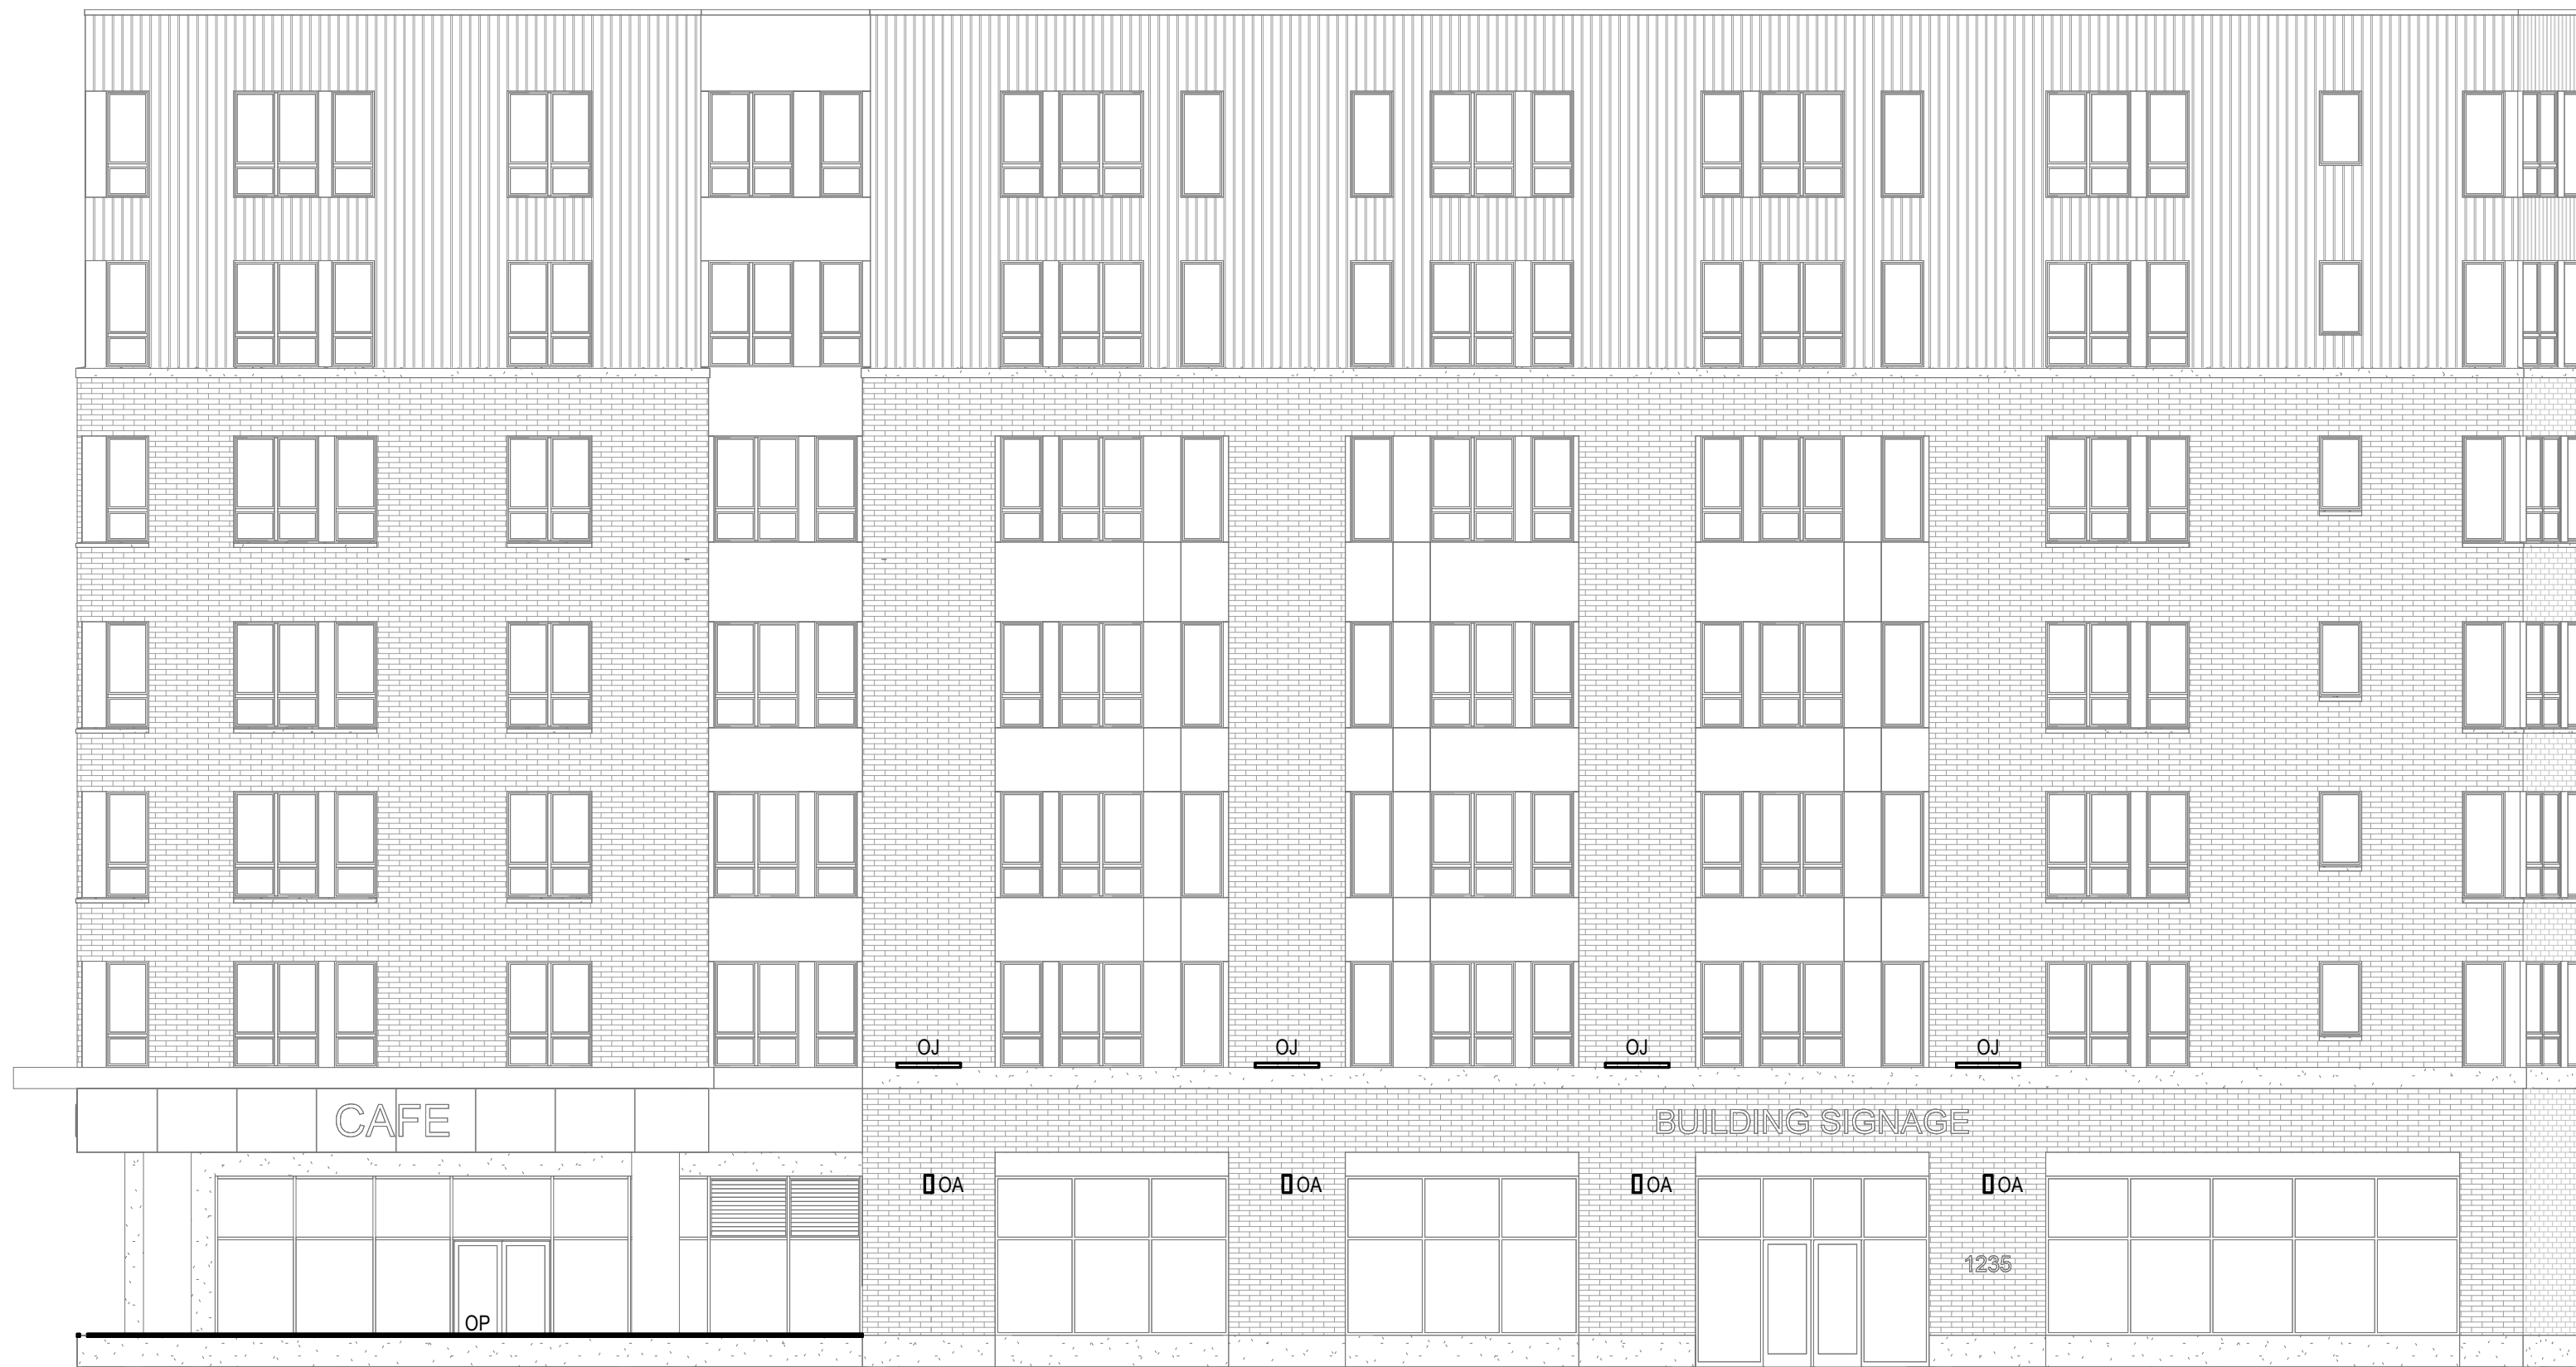 OJ OJ OJ OJ
CAFE BUILDING SIGNAGE
OA OA OA OA
1235
OP